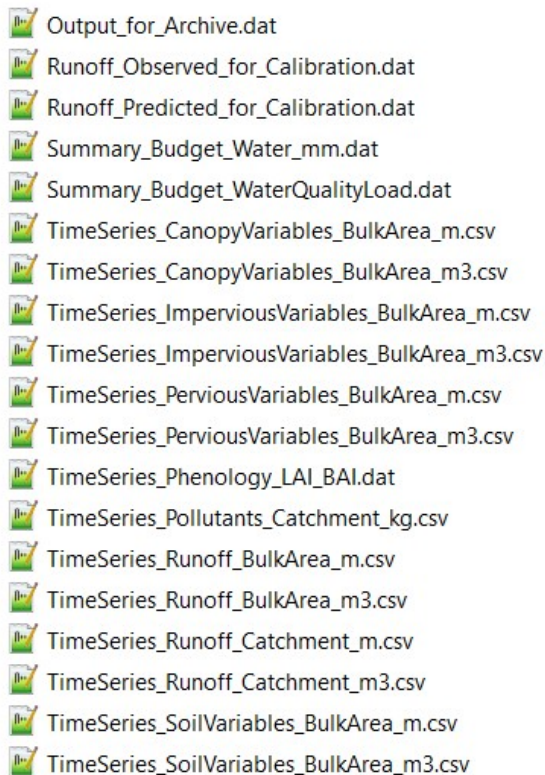 Output_for_Archive.dat
Runoff_Observed_for_Calibration.dat
Runoff_Predicted_for_Calibration.dat
Summary_Budget_Water_mm.dat
Summary_Budget_WaterQualityLoad.dat
TimeSeries_CanopyVariables_BulkArea_m.csv
TimeSeries_CanopyVariables_BulkArea_m3.csv
TimeSeries_ImperviousVariables_BulkArea_m.csv
TimeSeries_ImperviousVariables_BulkArea_m3.csv
TimeSeries_PerviousVariables_BulkArea_m.csv
TimeSeries_PerviousVariables_BulkArea_m3.csv
TimeSeries_Phenology_LAI_BAI.dat
TimeSeries_Pollutants_Catchment_kg.csv
TimeSeries_Runoff_BulkArea_m.csv
TimeSeries_Runoff_BulkArea_m3.csv
TimeSeries_Runoff_Catchment_m.csv
TimeSeries_Runoff_Catchment_m3.csv
TimeSeries_SoilVariables_BulkArea_m.csv
TimeSeries_SoilVariables_BulkArea_m3.csv